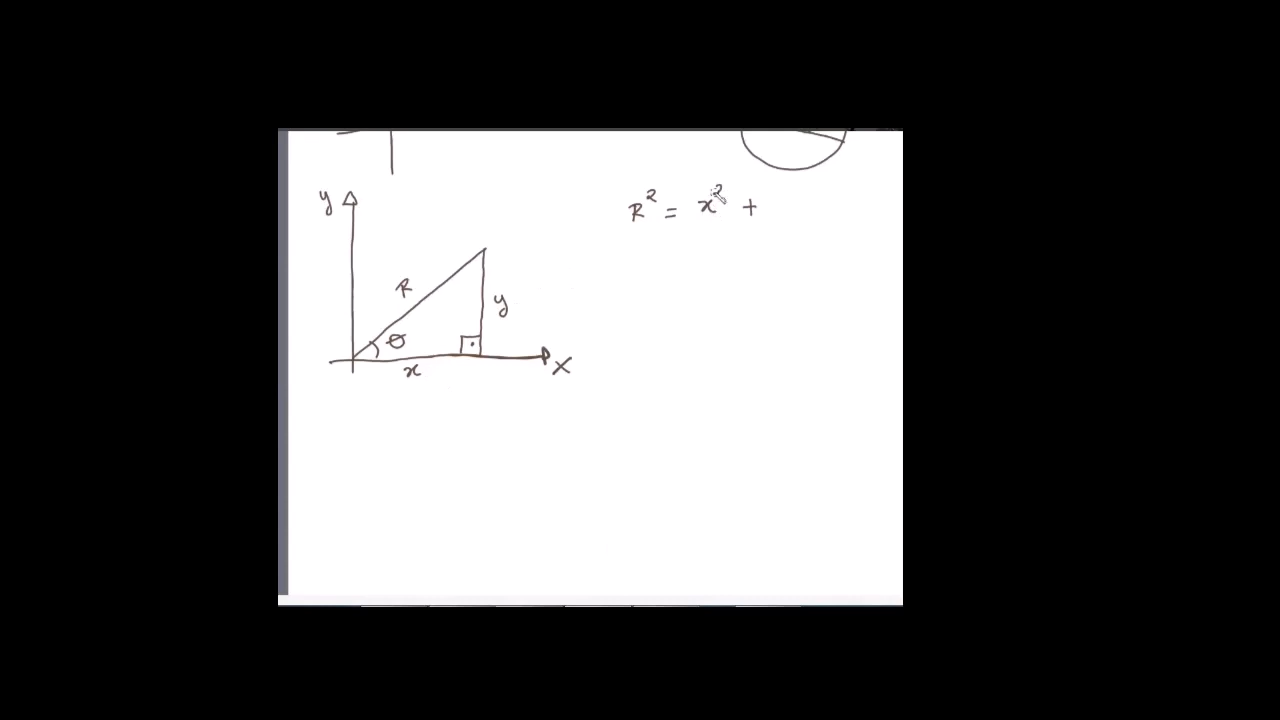 y
R² = x² +
R
y
θ
x
X